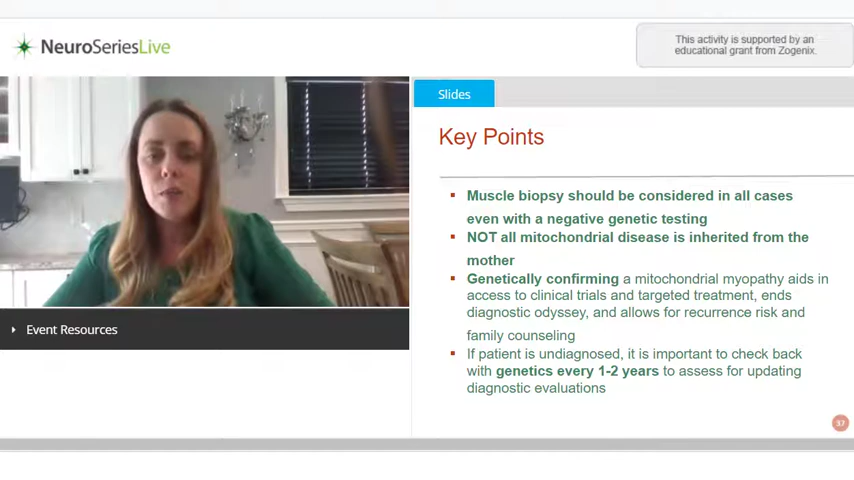 NeuroSeriesLive
This activity is supported by an
educational grant from Zogenix.
Slides
Key Points
Muscle biopsy should be considered in all cases
even with a negative genetic testing
NOT all mitochondrial disease is inherited from the
mother
Genetically confirming a mitochondrial myopathy aids in
access to clinical trials and targeted treatment, ends
diagnostic odyssey, and allows for recurrence risk and
family counseling
If patient is undiagnosed, it is important to check back
with genetics every 1-2 years to assess for updating
diagnostic evaluations
37
Event Resources